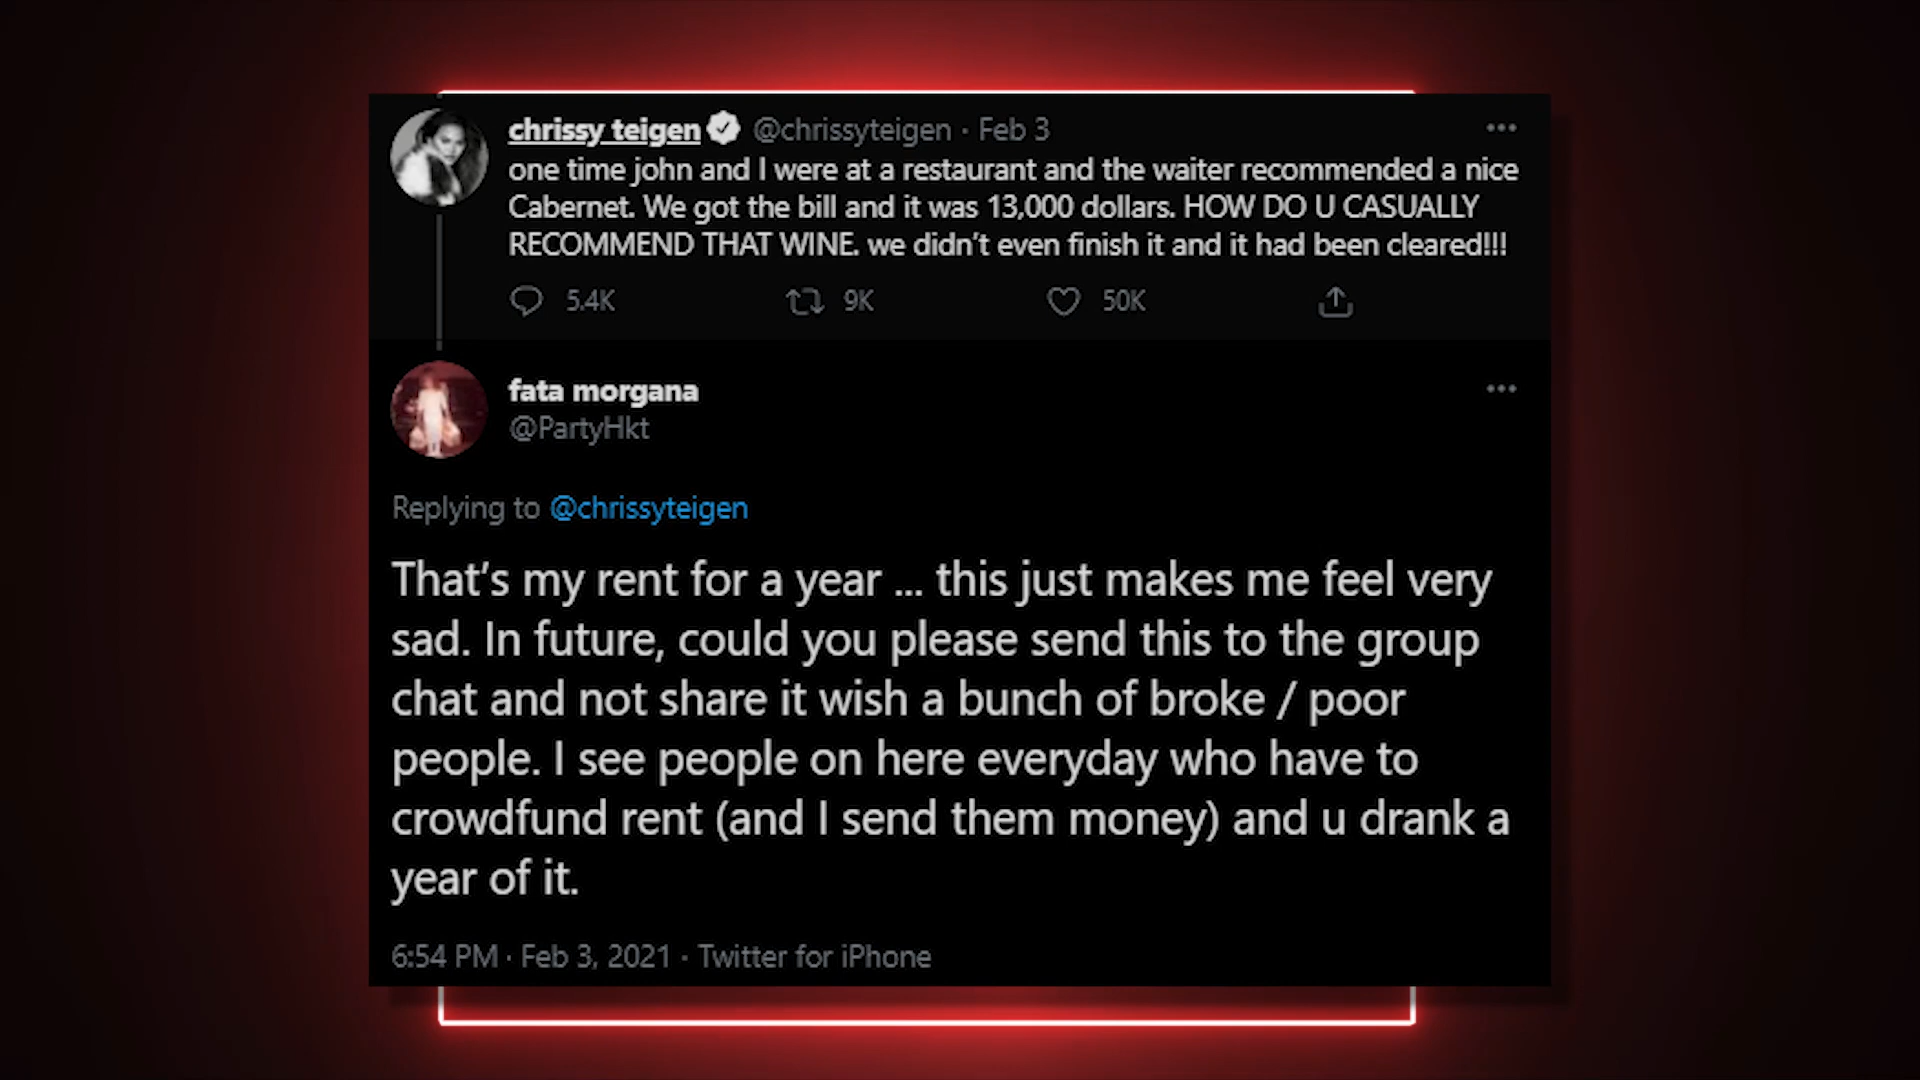 chrissy teigen @chrissyteigen · Feb 3
one time john and I were at a restaurant and the waiter recommended a nice
Cabernet. We got the bill and it was 13,000 dollars. HOW DO U CASUALLY
RECOMMEND THAT WINE. we didn't even finish it and it had been cleared!!!
5.4K 9K 50K
fata morgana
@PartyHkt
Replying to @chrissyteigen
That's my rent for a year ... this just makes me feel very
sad. In future, could you please send this to the group
chat and not share it wish a bunch of broke / poor
people. I see people on here everyday who have to
crowdfund rent (and I send them money) and u drank a
year of it.
6:54 PM · Feb 3, 2021 · Twitter for iPhone